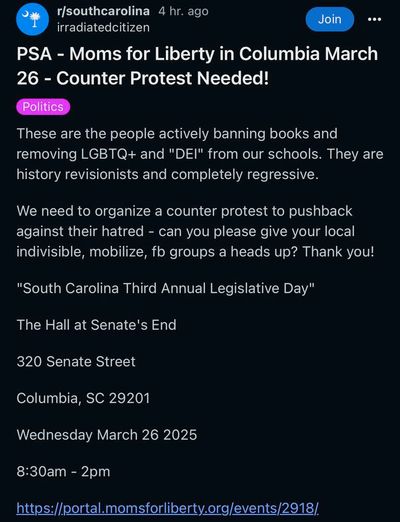 r/southcarolina 4 hr. ago
irradiatedcitizen
Join
PSA - Moms for Liberty in Columbia March
26 - Counter Protest Needed!
Politics
These are the people actively banning books and
removing LGBTQ+ and "DEI" from our schools. They are
history revisionists and completely regressive.
We need to organize a counter protest to pushback
against their hatred - can you please give your local
indivisible, mobilize, fb groups a heads up? Thank you!
"South Carolina Third Annual Legislative Day"
The Hall at Senate's End
320 Senate Street
Columbia, SC 29201
Wednesday March 26 2025
8:30am - 2pm
https://portal.momsforliberty.org/events/2918/